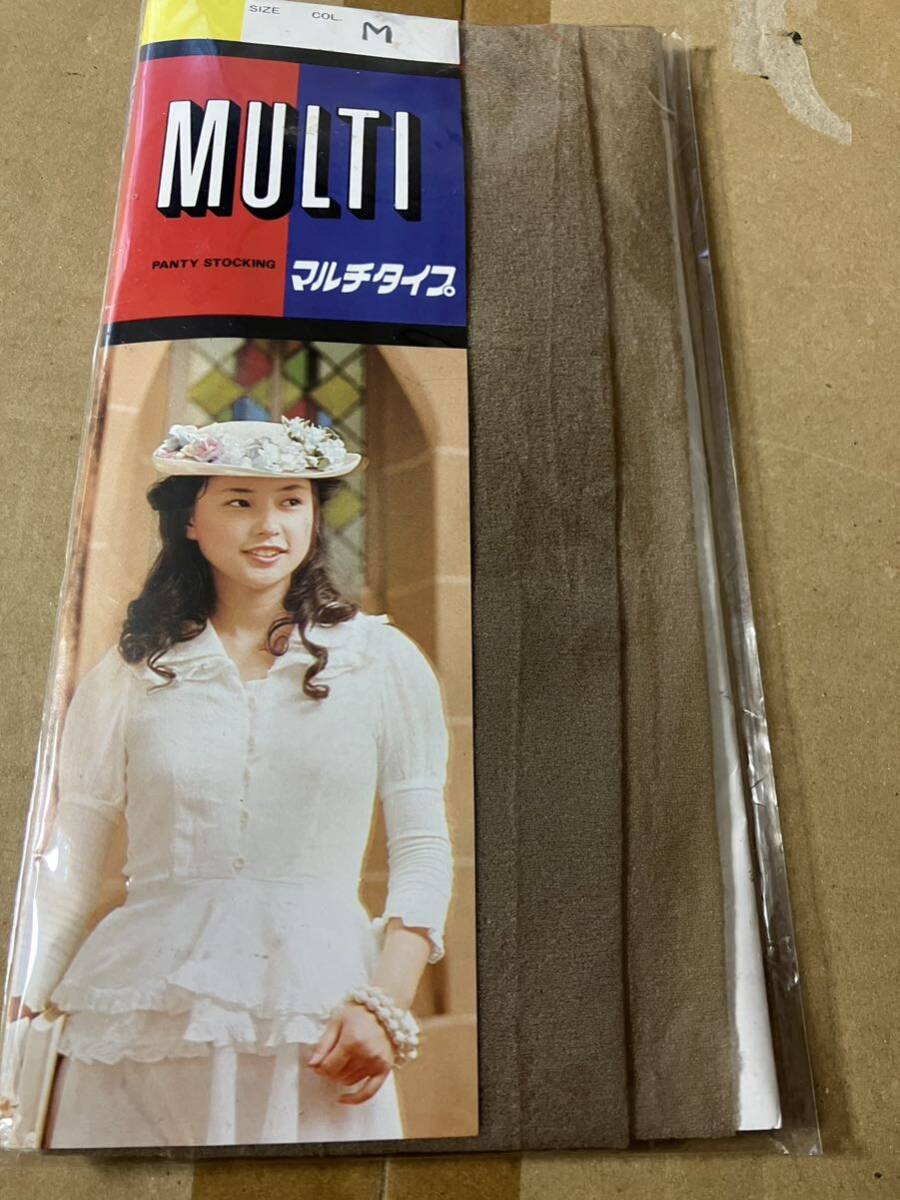 SIZE COL.
M
MULTI
PANTY STOCKING
マルチタイプ。